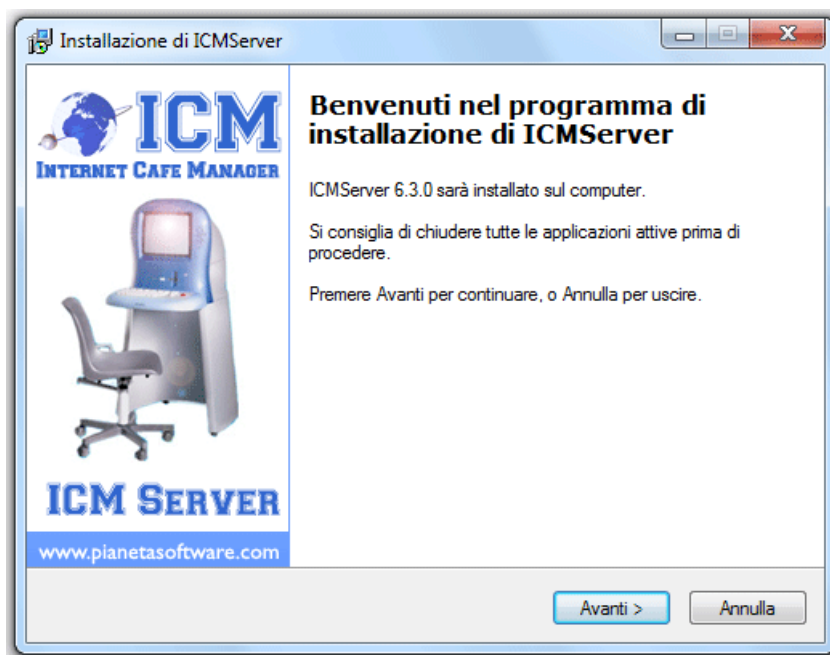 Installazione di ICMServer
ICM
INTERNET CAFE MANAGER
ICM SERVER
www.pianetasoftware.com
Benvenuti nel programma di
installazione di ICMServer
ICMServer 6.3.0 sarà installato sul computer.
Si consiglia di chiudere tutte le applicazioni attive prima di
procedere.
Premere Avanti per continuare, o Annulla per uscire.
Avanti >
Annulla